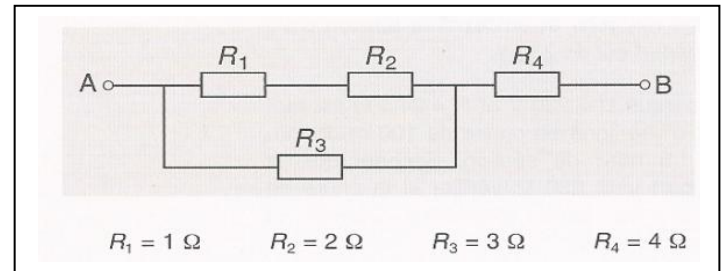 R₁ R₂ R₄
A B
R₃
R₁ = 1 Ω R₂ = 2 Ω R₃ = 3 Ω R₄ = 4 Ω